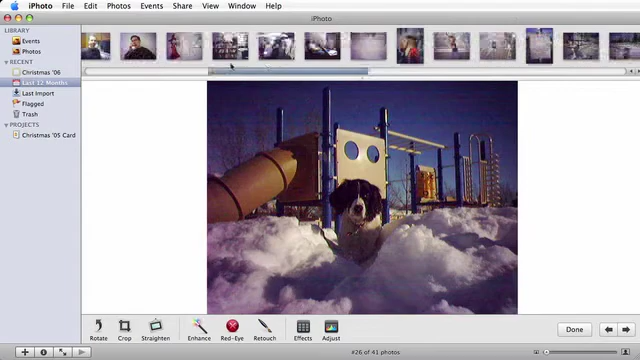 iPhoto File Edit Photos Events Share View Window Help
iPhoto
LIBRARY
Events
Photos
RECENT
Christmas '06
Last 12 Months
Last Import
Flagged
Trash
PROJECTS
Christmas '05 Card
Rotate Crop Straighten Enhance Red-Eye Retouch Effects Adjust Done
#26 of 41 photos